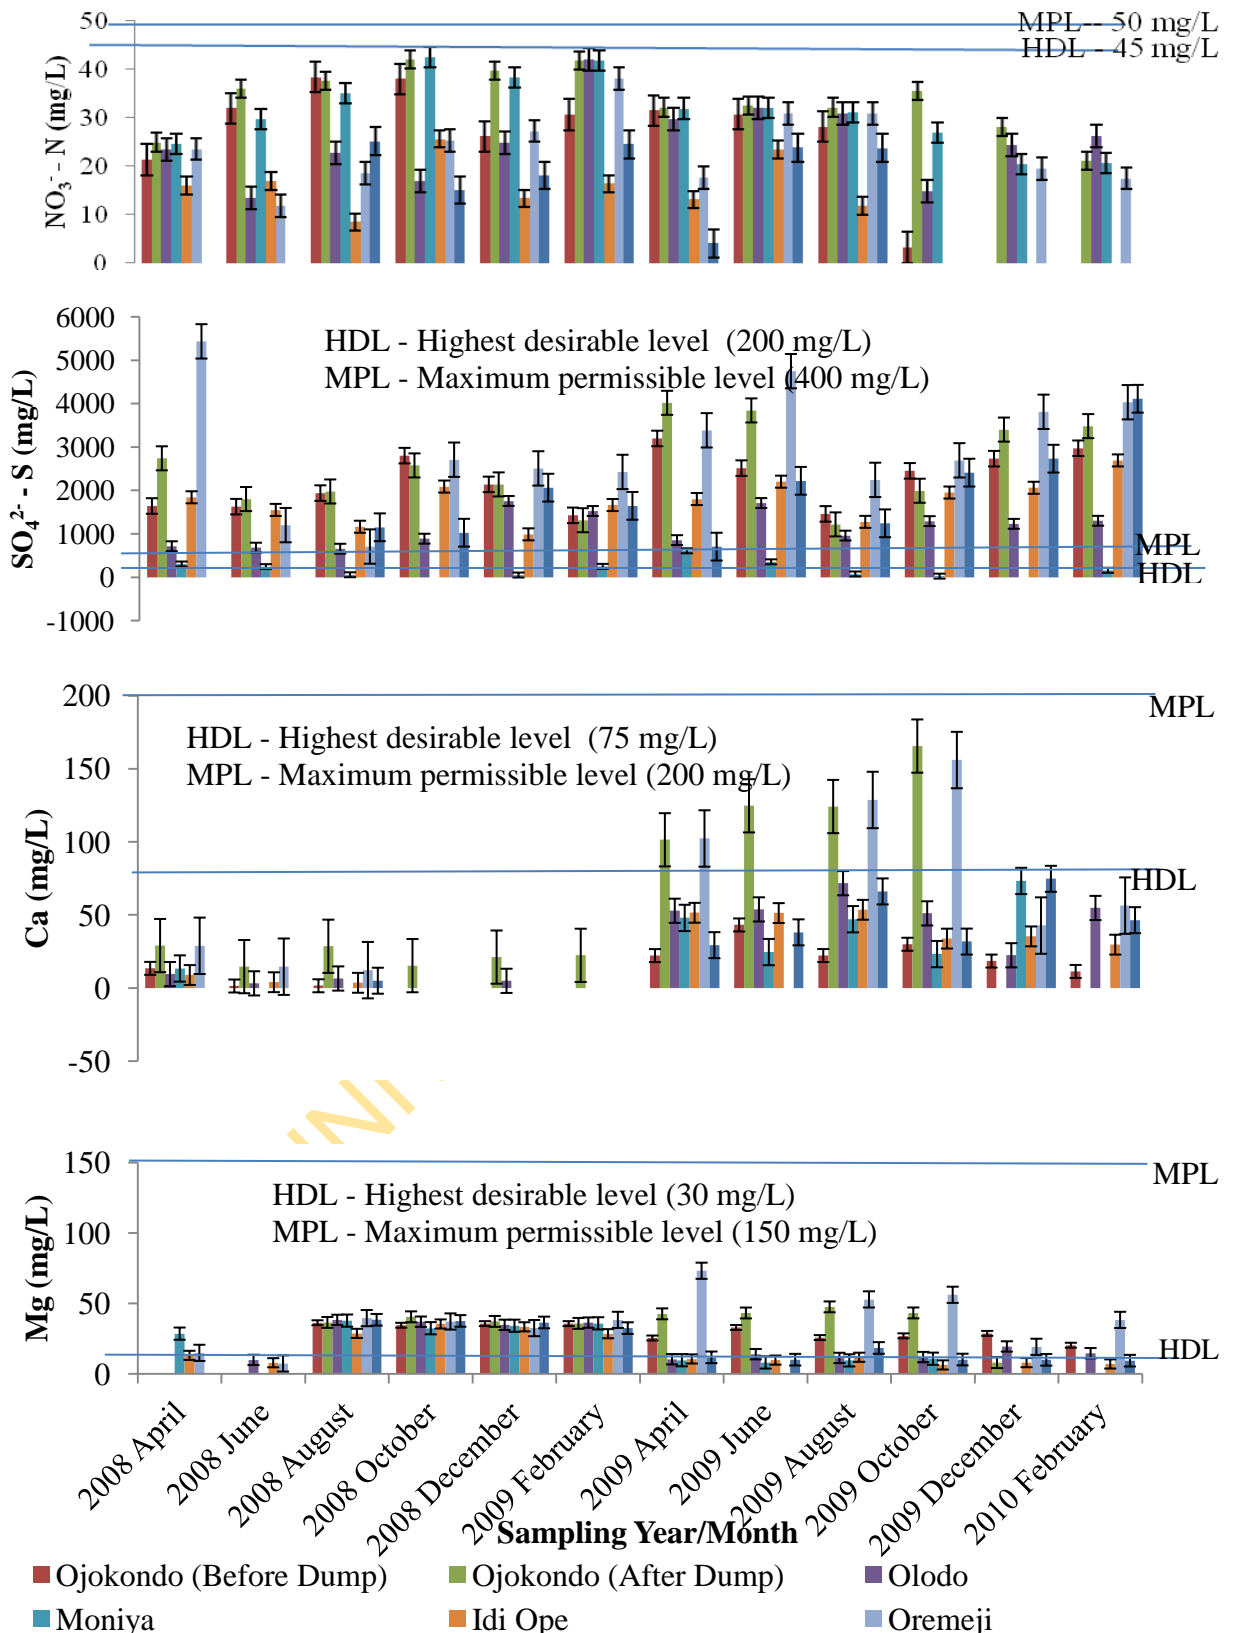 50
40
30
20
10
0
NO₃⁻ - N (mg/L)
MPL-- 50 mg/L
HDL - 45 mg/L
6000
5000
4000
3000
2000
1000
0
-1000
SO₄²⁻ - S (mg/L)
HDL - Highest desirable level (200 mg/L)
MPL - Maximum permissible level (400 mg/L)
MPL
HDL
200
150
100
50
0
-50
Ca (mg/L)
HDL - Highest desirable level (75 mg/L)
MPL - Maximum permissible level (200 mg/L)
MPL
HDL
150
100
50
0
Mg (mg/L)
HDL - Highest desirable level (30 mg/L)
MPL - Maximum permissible level (150 mg/L)
MPL
HDL
2008 April
2008 June
2008 August
2008 October
2008 December
2009 February
2009 April
2009 June
2009 August
2009 October
2009 December
2010 February
Sampling Year/Month
Ojokondo (Before Dump)
Ojokondo (After Dump)
Olodo
Moniya
Idi Ope
Oremeji